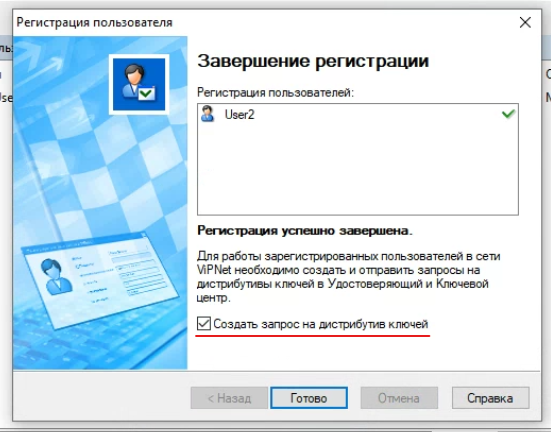 Регистрация пользователя
Завершение регистрации
Регистрация пользователей:
User2
Регистрация успешно завершена.
Для работы зарегистрированных пользователей в сети
ViPNet необходимо создать и отправить запросы на
дистрибутивы ключей в Удостоверяющий и Ключевой
центр.
Создать запрос на дистрибутив ключей
< Назад Готово Отмена Справка